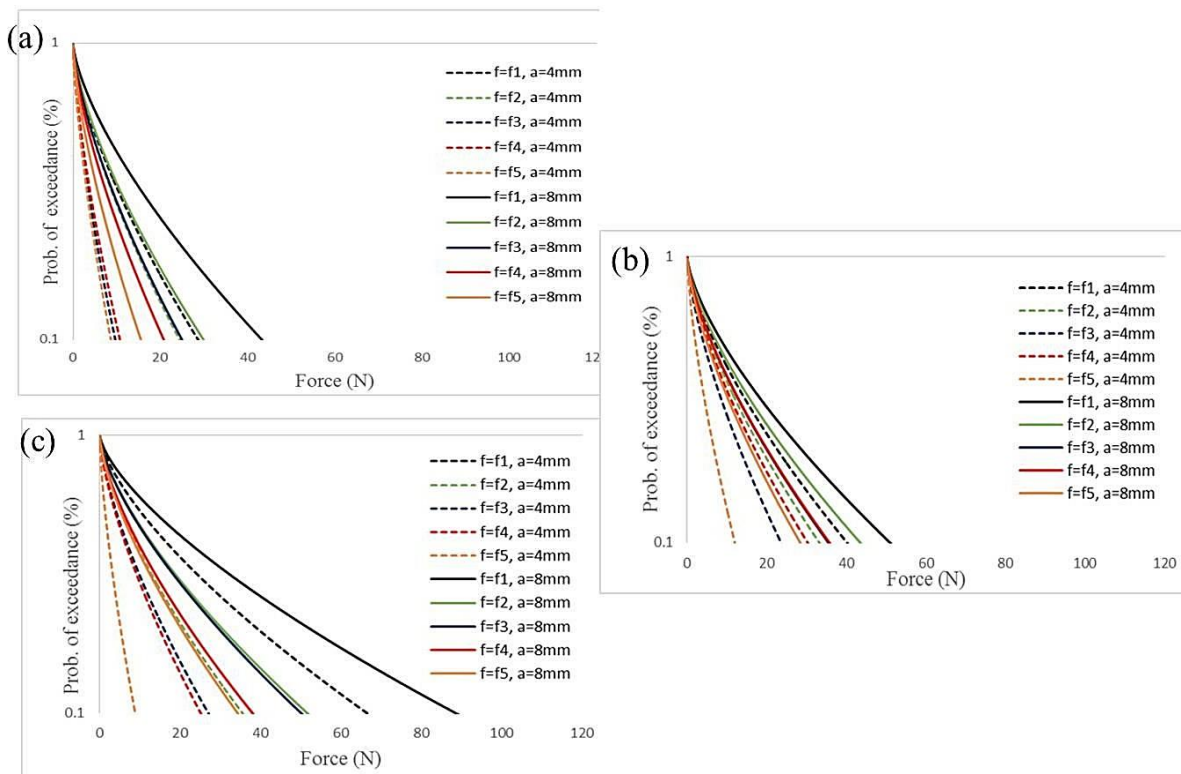 (a)
1
Prob. of exceedance (%)
0.1
0 20 40 60 80 100 120
Force (N)
f=f1, a=4mm
f=f2, a=4mm
f=f3, a=4mm
f=f4, a=4mm
f=f5, a=4mm
f=f1, a=8mm
f=f2, a=8mm
f=f3, a=8mm
f=f4, a=8mm
f=f5, a=8mm
(b)
1
Prob. of exceedance (%)
0.1
0 20 40 60 80 100 120
Force (N)
f=f1, a=4mm
f=f2, a=4mm
f=f3, a=4mm
f=f4, a=4mm
f=f5, a=4mm
f=f1, a=8mm
f=f2, a=8mm
f=f3, a=8mm
f=f4, a=8mm
f=f5, a=8mm
(c)
1
Prob. of exceedance (%)
0.1
0 20 40 60 80 100 120
Force (N)
f=f1, a=4mm
f=f2, a=4mm
f=f3, a=4mm
f=f4, a=4mm
f=f5, a=4mm
f=f1, a=8mm
f=f2, a=8mm
f=f3, a=8mm
f=f4, a=8mm
f=f5, a=8mm